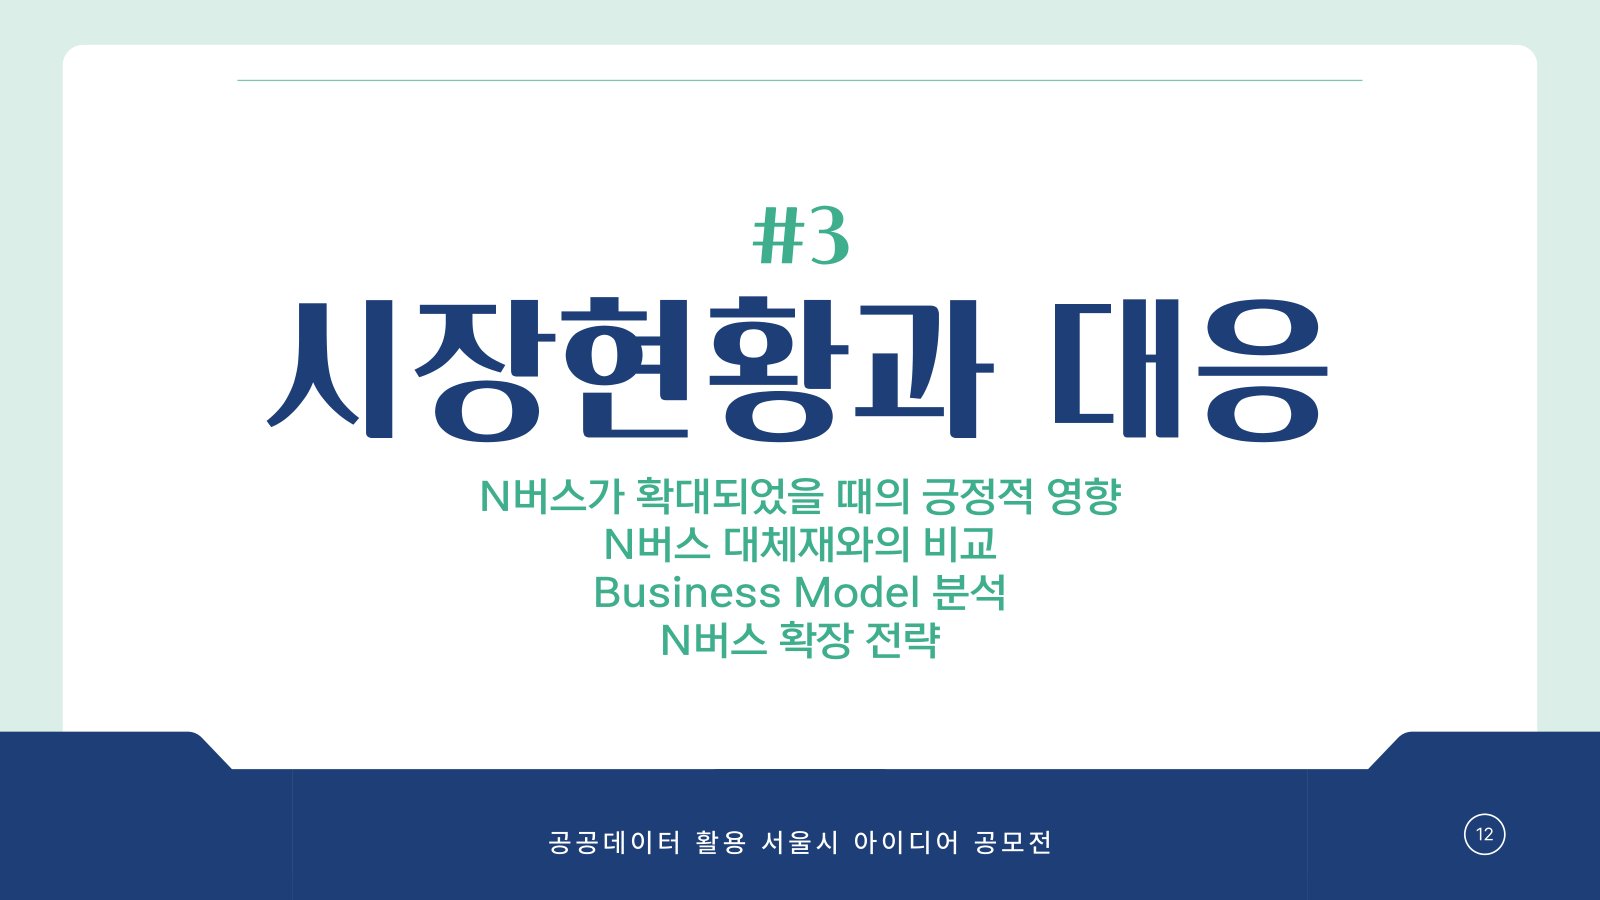 #3
시장현황과 대응
N버스가 확대되었을 때의 긍정적 영향
N버스 대체재와의 비교
Business Model 분석
N버스 확장 전략
공공데이터 활용 서울시 아이디어 공모전
12